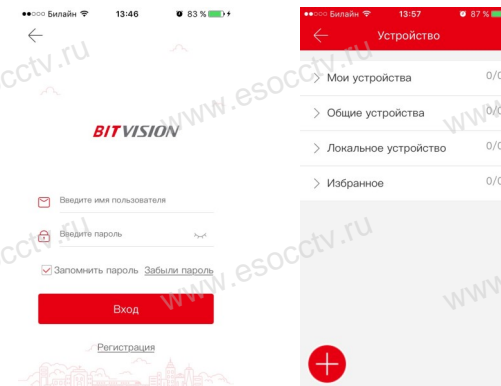 Билайн 13:46 83 %
BITVISION
Введите имя пользователя
Введите пароль
Запомнить пароль Забыли пароль
Вход
Регистрация
Билайн 13:57 87 %
Устройство
Мои устройства 0/0
Общие устройства 0/0
Локальное устройство 0/0
Избранное 0/0
cctv.ru
www.esocctv.ru
cctv.ru
www.esocctv.ru
www
www